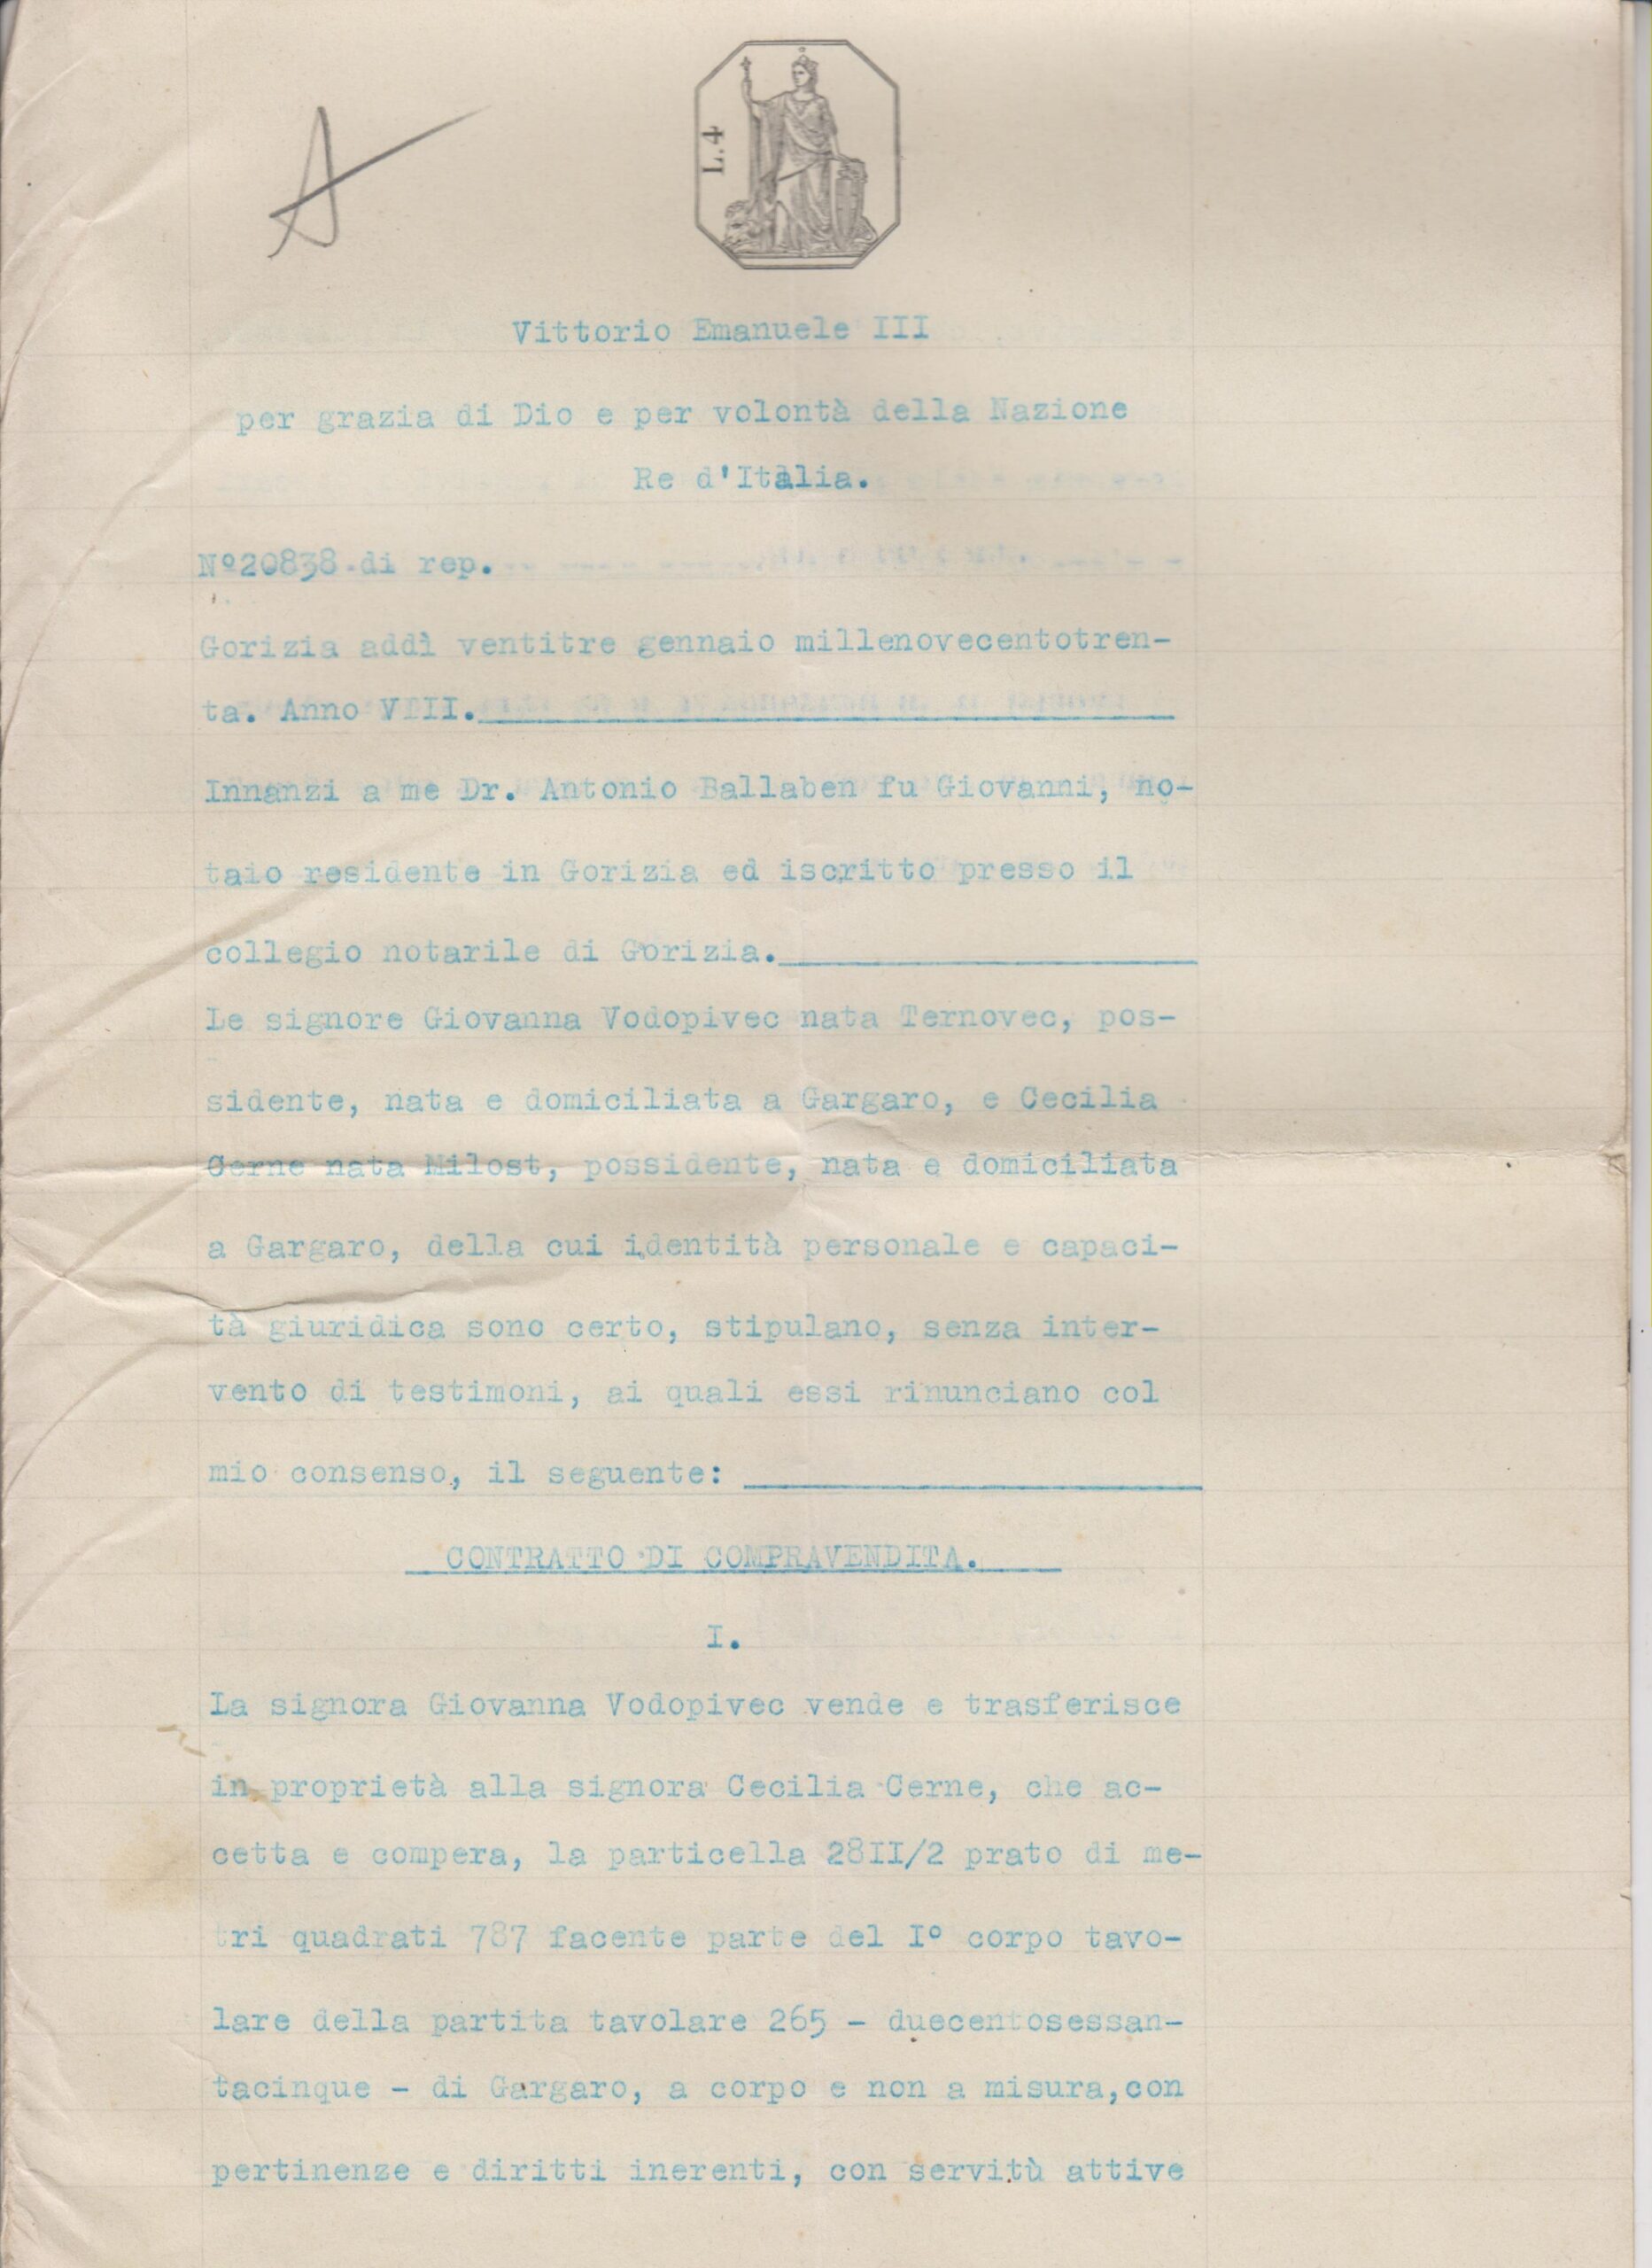 A
L.4
Vittorio Emanuele III
per grazia di Dio e per volontà della Nazione
Re d'Italia.
Nº20838.di rep.
Gorizia addì ventitre gennaio millenovecentotren-
ta. Anno VIII.
Innanzi a me Dr. Antonio Ballaben fu Giovanni, no-
taio residente in Gorizia ed iscritto presso il
collegio notarile di Gorizia.
Le signore Giovanna Vodopivec nata Ternovec, pos-
sidente, nata e domiciliata a Gargaro, e Cecilia
Cerne nata Milost, possidente, nata e domiciliata
a Gargaro, della cui identità personale e capaci-
tà giuridica sono certo, stipulano, senza inter-
vento di testimoni, ai quali essi rinunciano col
mio consenso, il seguente:
CONTRATTO DI COMPRAVENDITA.
I.
La signora Giovanna Vodopivec vende e trasferisce
in proprietà alla signora Cecilia Cerne, che ac-
cetta e compera, la particella 28II/2 prato di me-
tri quadrati 787 facente parte del Iº corpo tavo-
lare della partita tavolare 265 - duecentosessan-
tacinque - di Gargaro, a corpo e non a misura,con
pertinenze e diritti inerenti, con servitù attive